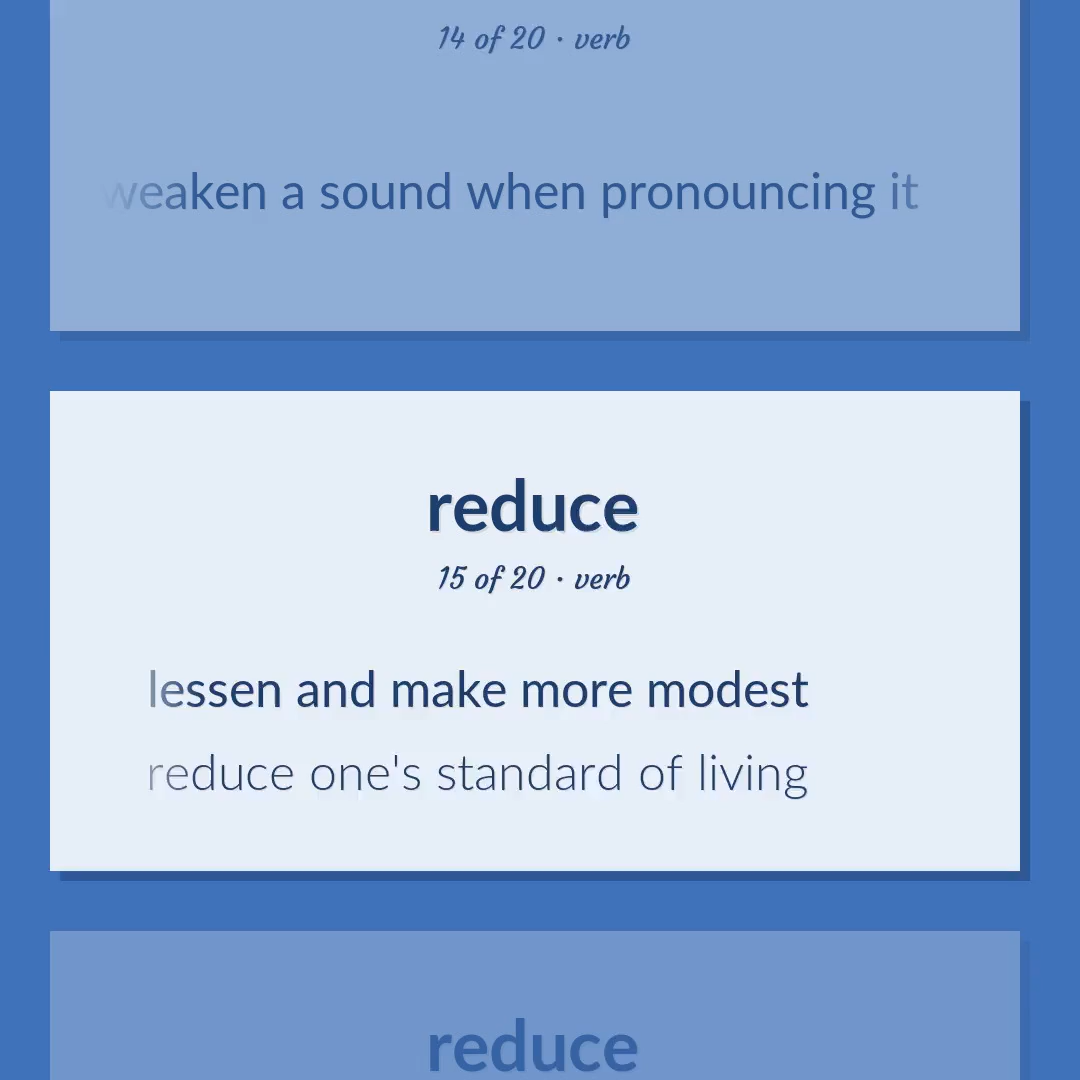 14 of 20 · verb
weaken a sound when pronouncing it
reduce
15 of 20 · verb
lessen and make more modest
reduce one's standard of living
reduce